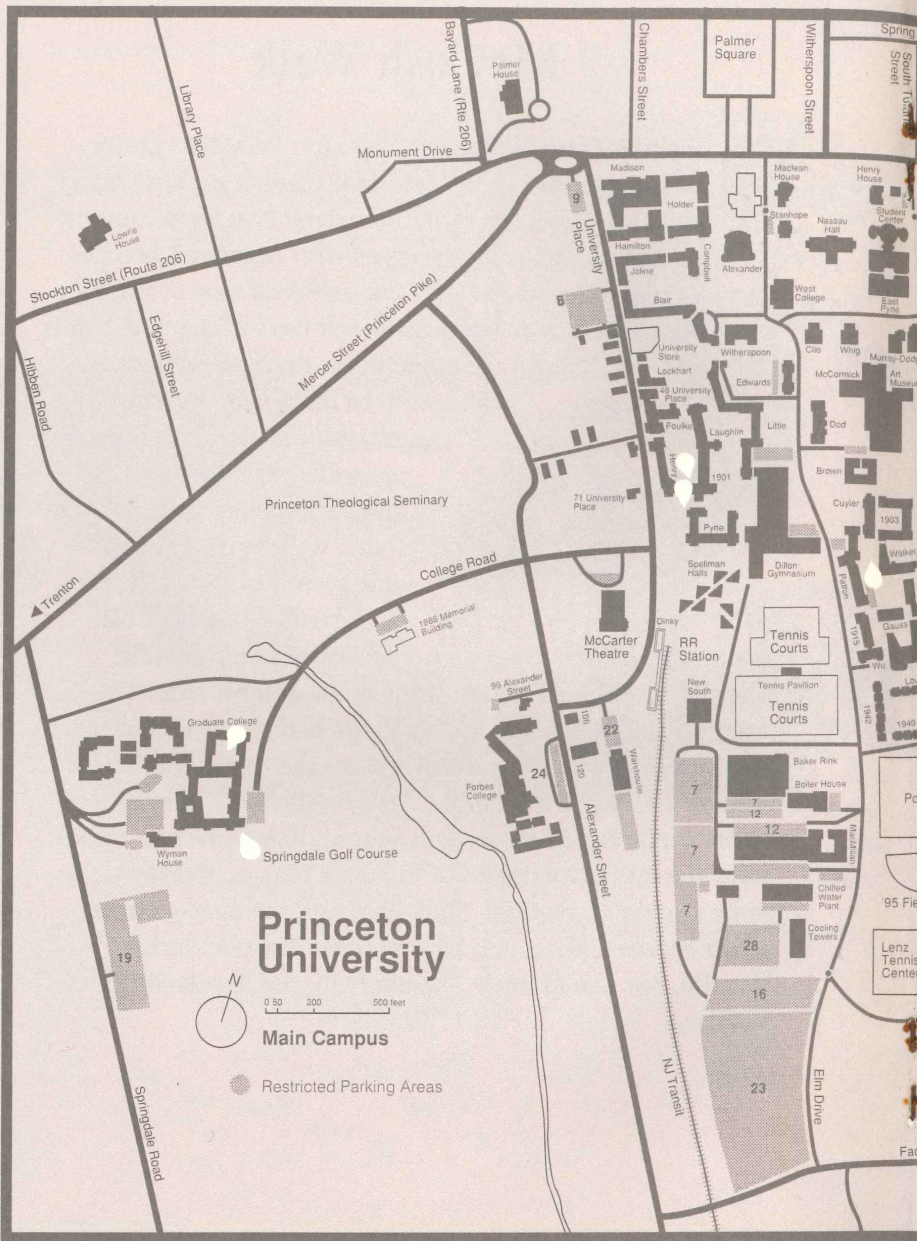 Spring
South Tulane
Street
Bayard Lane (Rte 206)
Palmer
House
Chambers Street
Palmer
Square
Witherspoon Street
Library Place
Monument Drive
Lowrie
House
Stockton Street (Route 206)
Edgehill Street
Hibben Road
Mercer Street (Princeton Pike)
University
Place
9
8
Madison
Holder
Hamilton
Campbell
Joline
Blair
Alexander
Maclean
House
Stanhope
Nassau
Hall
Henry
House
Student
Center
West
College
East
Pyne
University
Store
Witherspoon
Clio
Whig
Murray-Dodge
McCormick
Art
Museum
Lockhart
48 University
Place
Edwards
Foulke
Laughlin
Little
Dod
Henry
1901
Brown
Cuyler
1903
71 University
Place
Pyne
Walker
Patton
Princeton Theological Seminary
College Road
Trenton
1986 Memorial
Building
Spellman
Halls
Dillon
Gymnasium
Gauss
1915
Wu
McCarter
Theatre
Dinky
RR
Station
Tennis
Courts
Tennis Pavilion
Tennis
Courts
New
South
1942
1940
Lo
99 Alexander
Street
106
22
120
Warehouse
24
Forbes
College
Alexander Street
Graduate College
Wyman
House
Springdale Golf Course
7
Baker Rink
Boiler House
7
12
12
MacMillan
7
7
Chilled
Water
Plant
Cooling
Towers
28
16
23
Po
'95 Fie
Lenz
Tennis
Center
19
Princeton
University
N
0 50 200 500 feet
Main Campus
Restricted Parking Areas
Springdale Road
NJ Transit
Elm Drive
Fac